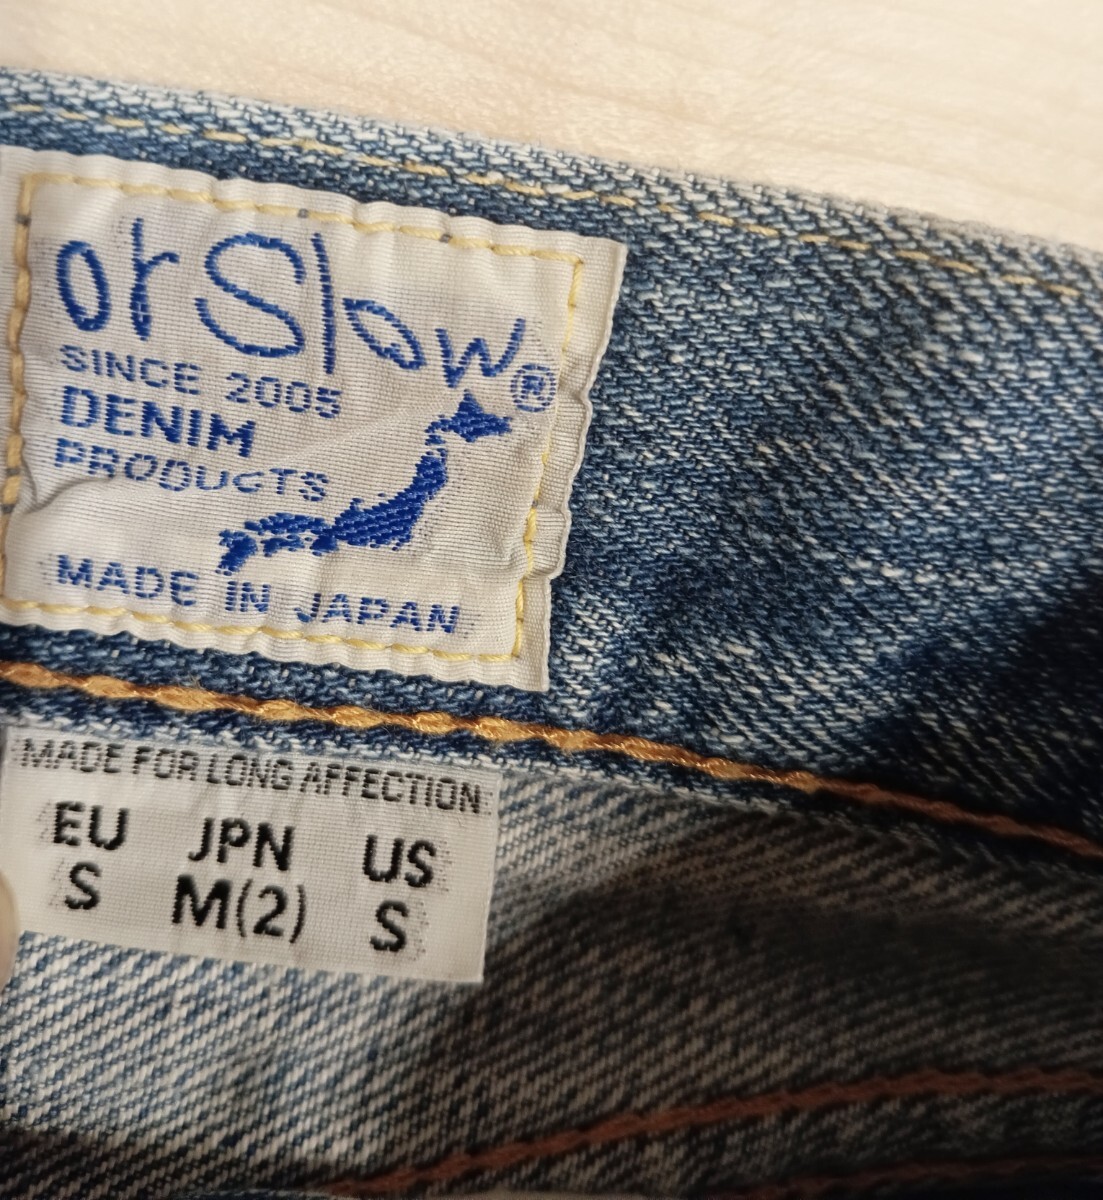 orSlow®
SINCE 2005
DENIM
PRODUCTS
MADE IN JAPAN
MADE FOR LONG AFFECTION
EU JPN US
S M(2) S